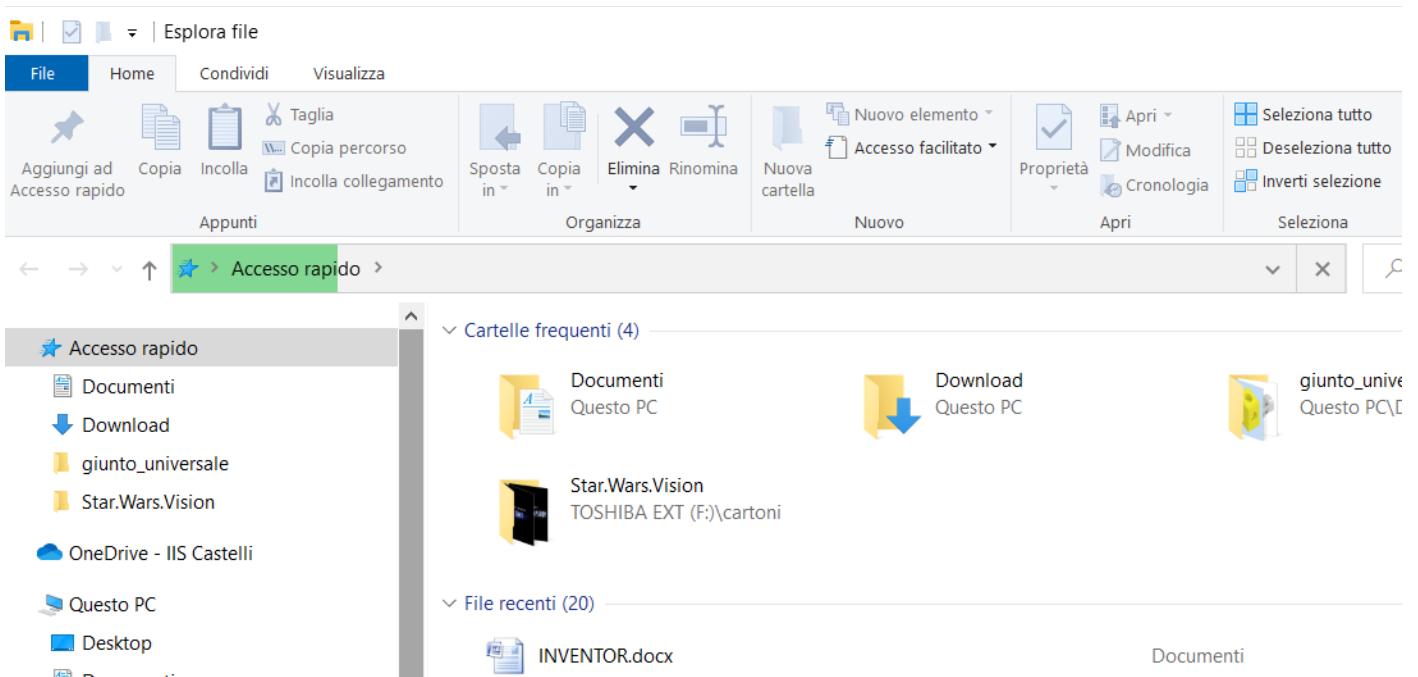 Esplora file
File Home Condividi Visualizza
Aggiungi ad Accesso rapido
Copia
Incolla
Taglia
Copia percorso
Incolla collegamento
Appunti
Sposta in
Copia in
Elimina
Rinomina
Organizza
Nuova cartella
Nuovo elemento
Accesso facilitato
Nuovo
Proprietà
Apri
Modifica
Cronologia
Apri
Seleziona tutto
Deseleziona tutto
Inverti selezione
Seleziona
Accesso rapido
Accesso rapido
Documenti
Download
giunto_universale
Star.Wars.Vision
OneDrive - IIS Castelli
Questo PC
Desktop
Cartelle frequenti (4)
Documenti
Questo PC
Download
Questo PC
giunto_unive
Questo PC\D
Star.Wars.Vision
TOSHIBA EXT (F:)\cartoni
File recenti (20)
INVENTOR.docx
Documenti